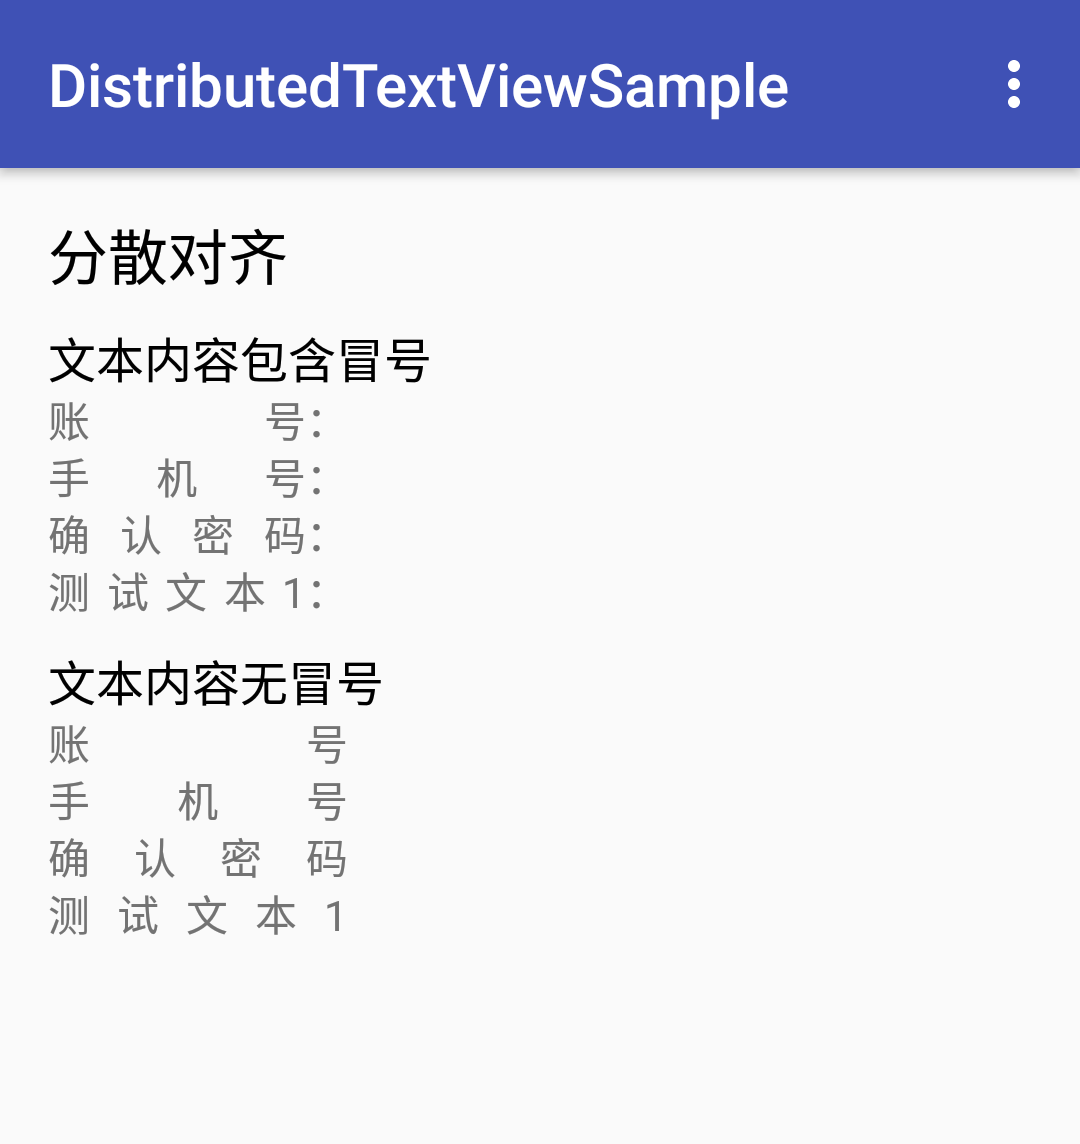 DistributedTextViewSample
分散对齐
文本内容包含冒号
账号：
手机号：
确认密码：
测试文本1：
文本内容无冒号
账号
手机号
确认密码
测试文本1